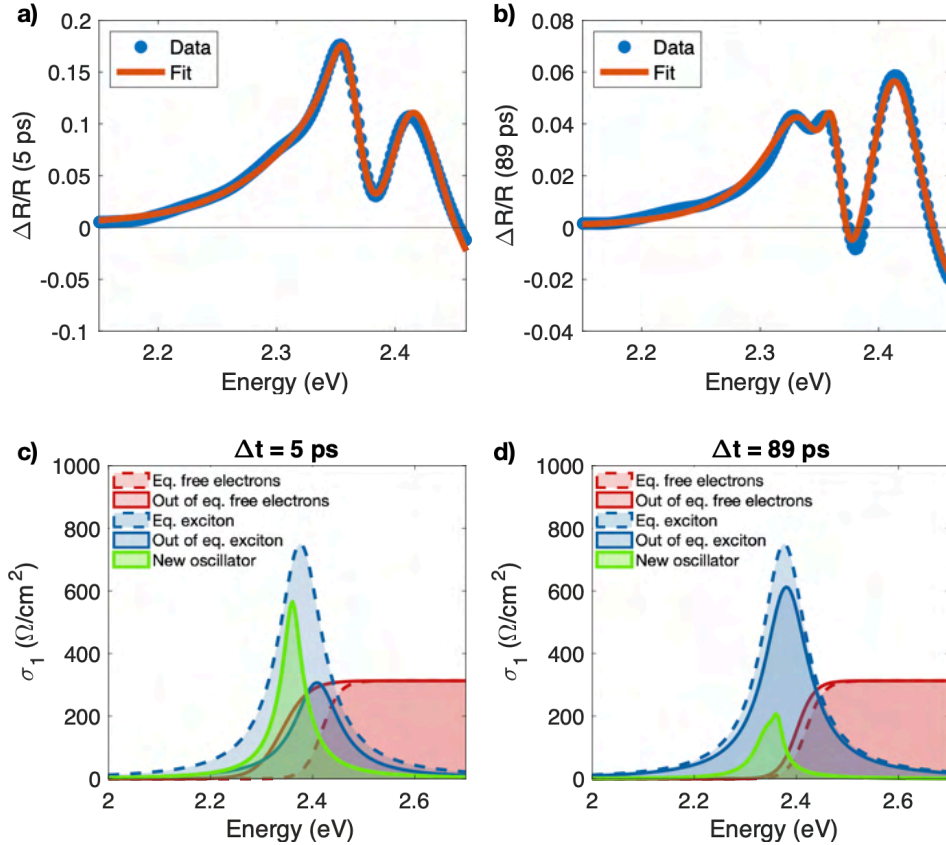 a)
0.2
0.15
0.1
0.05
0
-0.05
-0.1
ΔR/R (5 ps)
Data
Fit
2.2
2.3
2.4
Energy (eV)
b)
0.08
0.06
0.04
0.02
0
-0.02
-0.04
ΔR/R (89 ps)
Data
Fit
2.2
2.3
2.4
Energy (eV)
c)
Δt = 5 ps
1000
800
600
400
200
0
σ₁ (Ω/cm²)
Eq. free electrons
Out of eq. free electrons
Eq. exciton
Out of eq. exciton
New oscillator
2
2.2
2.4
2.6
Energy (eV)
d)
Δt = 89 ps
1000
800
600
400
200
0
σ₁ (Ω/cm²)
Eq. free electrons
Out of eq. free electrons
Eq. exciton
Out of eq. exciton
New oscillator
2
2.2
2.4
2.6
Energy (eV)